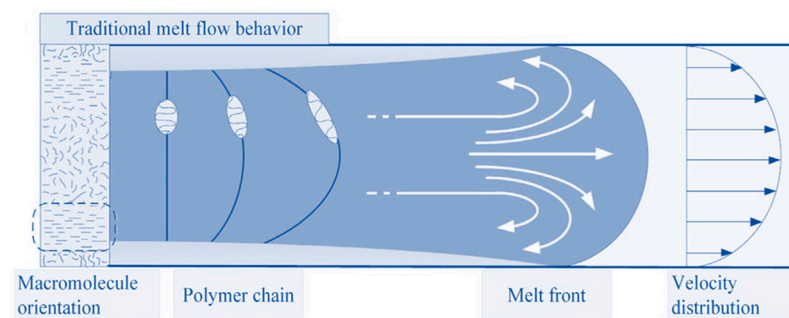 Traditional melt flow behavior
Macromolecule
orientation
Polymer chain
Melt front
Velocity
distribution